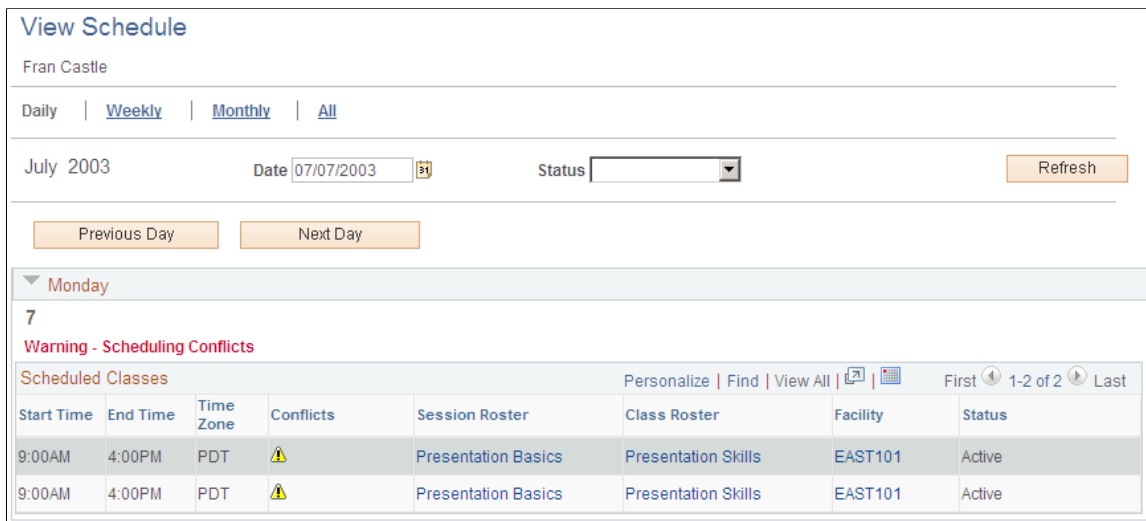 View Schedule
Fran Castle
Daily | Weekly | Monthly | All
July 2003 Date 07/07/2003 31 Status Refresh
Previous Day Next Day
Monday
7
Warning - Scheduling Conflicts
Scheduled Classes Personalize | Find | View All | | First 1-2 of 2 Last
Start Time End Time Time Zone Conflicts Session Roster Class Roster Facility Status
9:00AM 4:00PM PDT Presentation Basics Presentation Skills EAST101 Active
9:00AM 4:00PM PDT Presentation Basics Presentation Skills EAST101 Active